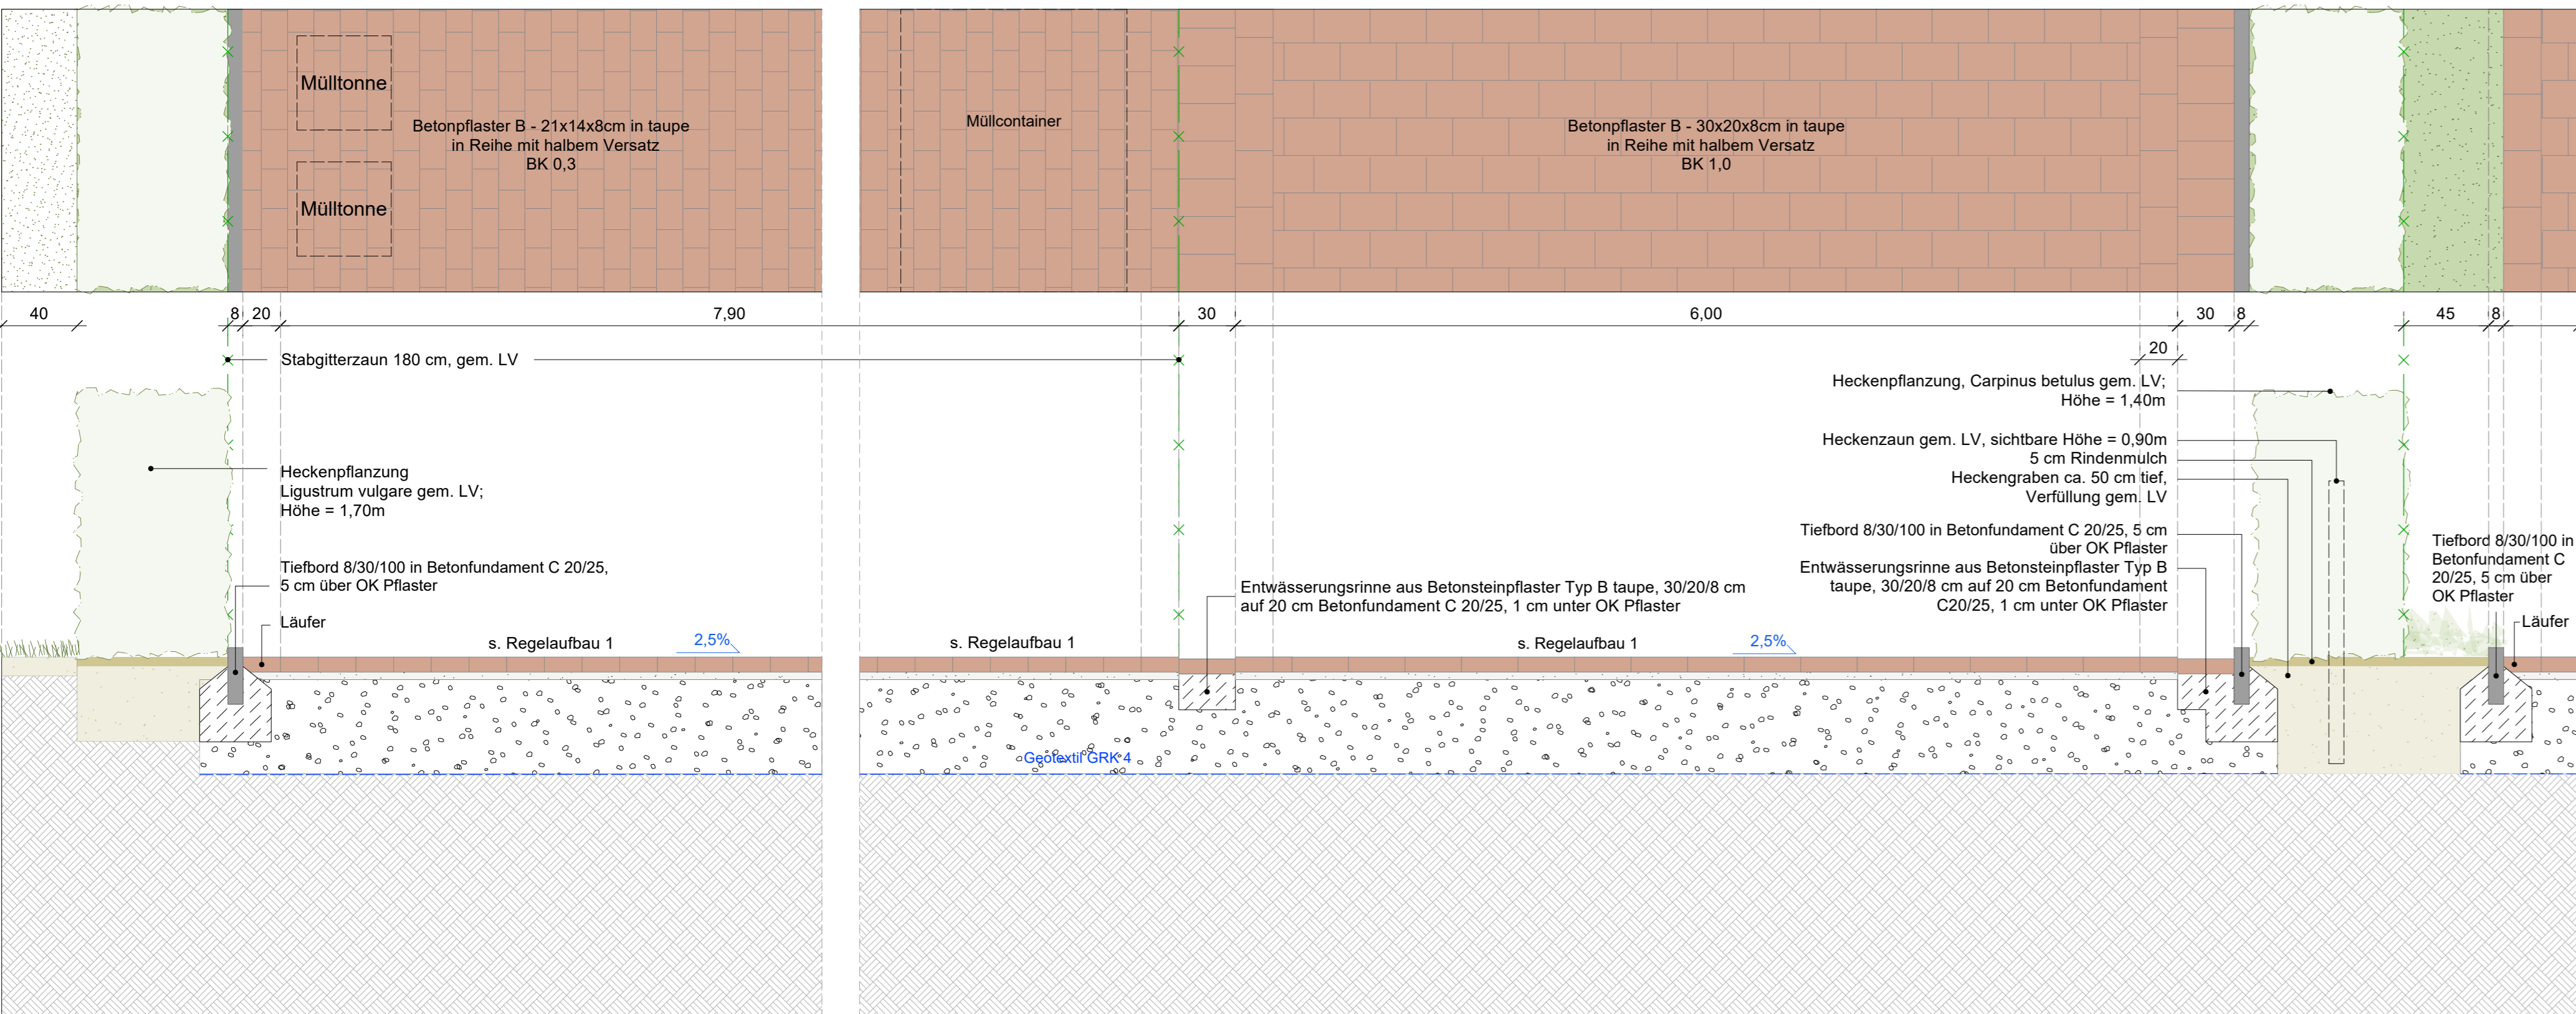 Mülltonne
Mülltonne
Betonpflaster B - 21x14x8cm in taupe
in Reihe mit halbem Versatz
BK 0,3
Müllcontainer
Betonpflaster B - 30x20x8cm in taupe
in Reihe mit halbem Versatz
BK 1,0
40
8
20
7,90
30
6,00
30
8
45
8
20
Stabgitterzaun 180 cm, gem. LV
Heckenpflanzung
Ligustrum vulgare gem. LV;
Höhe = 1,70m
Tiefbord 8/30/100 in Betonfundament C 20/25,
5 cm über OK Pflaster
Läufer
s. Regelaufbau 1
2,5%
s. Regelaufbau 1
Geotextil GRK 4
Entwässerungsrinne aus Betonsteinpflaster Typ B taupe, 30/20/8 cm
auf 20 cm Betonfundament C 20/25, 1 cm unter OK Pflaster
s. Regelaufbau 1
2,5%
Heckenpflanzung, Carpinus betulus gem. LV;
Höhe = 1,40m
Heckenzaun gem. LV, sichtbare Höhe = 0,90m
5 cm Rindenmulch
Heckengraben ca. 50 cm tief,
Verfüllung gem. LV
Tiefbord 8/30/100 in Betonfundament C 20/25, 5 cm
über OK Pflaster
Entwässerungsrinne aus Betonsteinpflaster Typ B
taupe, 30/20/8 cm auf 20 cm Betonfundament
C20/25, 1 cm unter OK Pflaster
Tiefbord 8/30/100 in
Betonfundament C
20/25, 5 cm über
OK Pflaster
Läufer